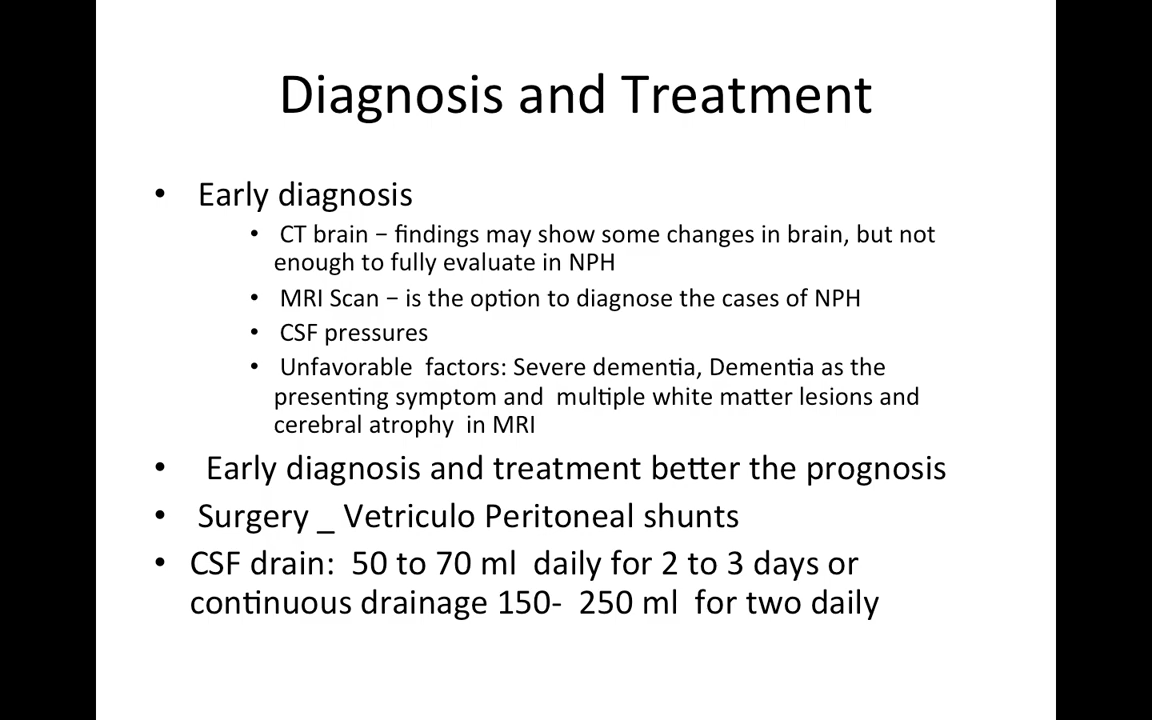 Diagnosis and Treatment
• Early diagnosis
• CT brain – findings may show some changes in brain, but not
enough to fully evaluate in NPH
• MRI Scan – is the option to diagnose the cases of NPH
• CSF pressures
• Unfavorable factors: Severe dementia, Dementia as the
presenting symptom and multiple white matter lesions and
cerebral atrophy in MRI
• Early diagnosis and treatment better the prognosis
• Surgery _ Vetriculo Peritoneal shunts
• CSF drain: 50 to 70 ml daily for 2 to 3 days or
continuous drainage 150- 250 ml for two daily